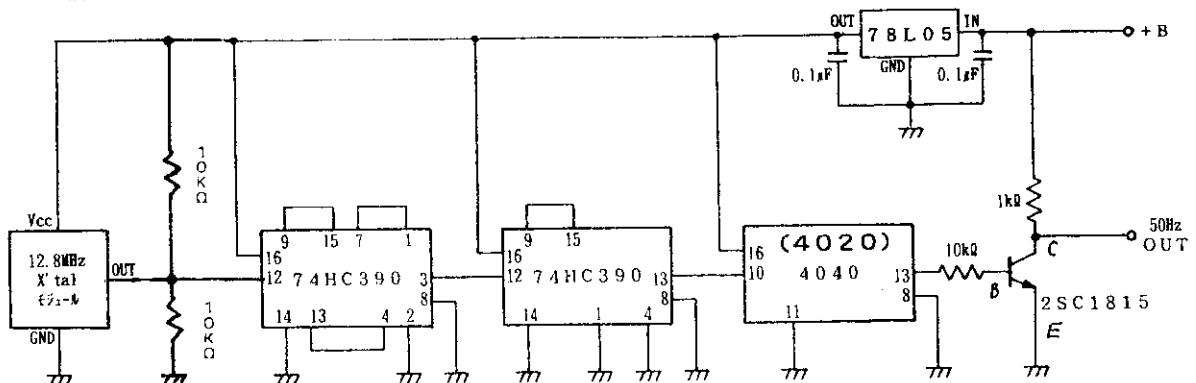 OUT
78L05
IN
GND
0.1μF
0.1μF
+B
10KΩ
1kΩ
Vcc
12.8MHz
X'tal
モジュール
OUT
GND
10KΩ
9
15
7
1
16
12
74HC390
3
8
14
13
4
2
9
15
16
12
74HC390
13
8
14
1
4
16
(4020)
10
4040
13
8
11
10kΩ
B
C
E
2SC1815
50Hz
OUT